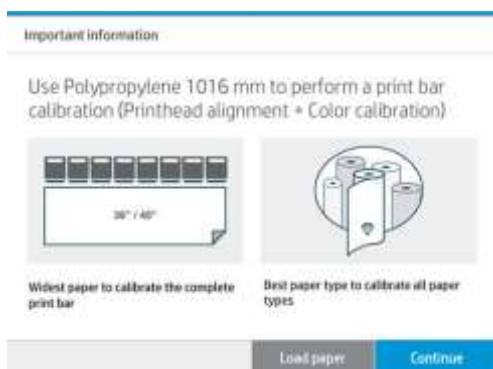 Important information
Use Polypropylene 1016 mm to perform a print bar
calibration (Printhead alignment + Color calibration)
36" / 40"
Widest paper to calibrate the complete
print bar
Best paper type to calibrate all paper
types
Load paper
Continue